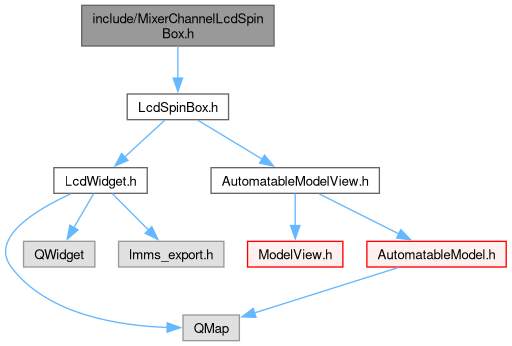 include/MixerChannelLcdSpin
Box.h
LcdSpinBox.h
LcdWidget.h
AutomatableModelView.h
QWidget
lmms_export.h
ModelView.h
AutomatableModel.h
QMap